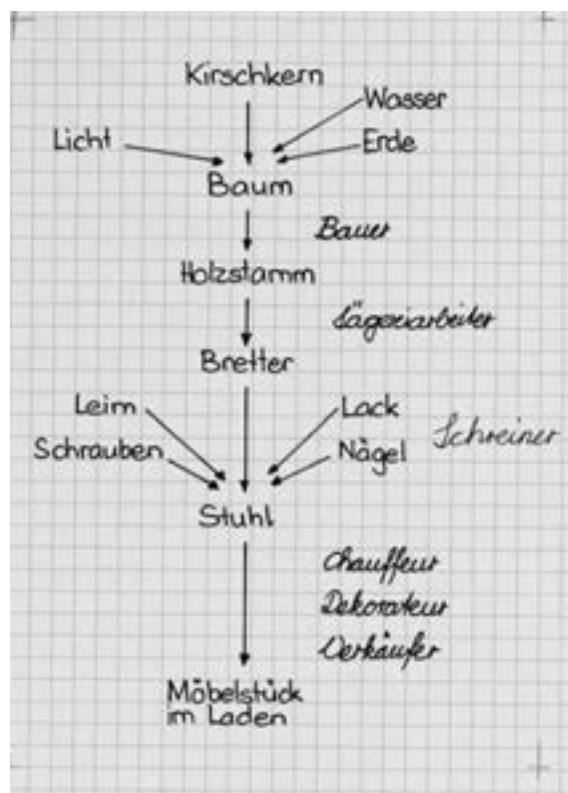 Kirschkern
Wasser
Licht
Erde
Baum
Bauer
Holzstamm
Sägereiarbeiter
Bretter
Leim
Lack
Schreiner
Schrauben
Nägel
Stuhl
Chauffeur
Dekorateur
Verkäufer
Möbelstück
im Laden